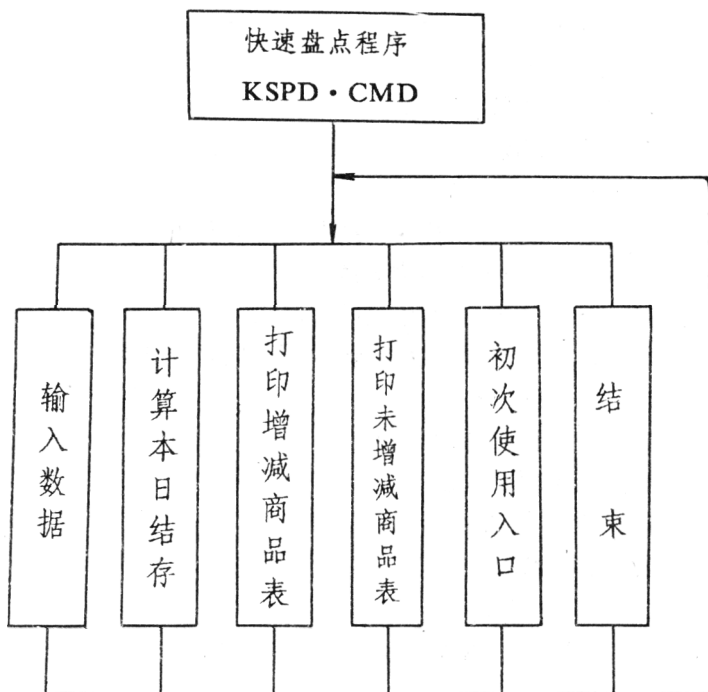 快速盘点程序
KSPD·CMD
输入数据
计算本日结存
打印增减商品表
打印未增减商品表
初次使用入口
结束